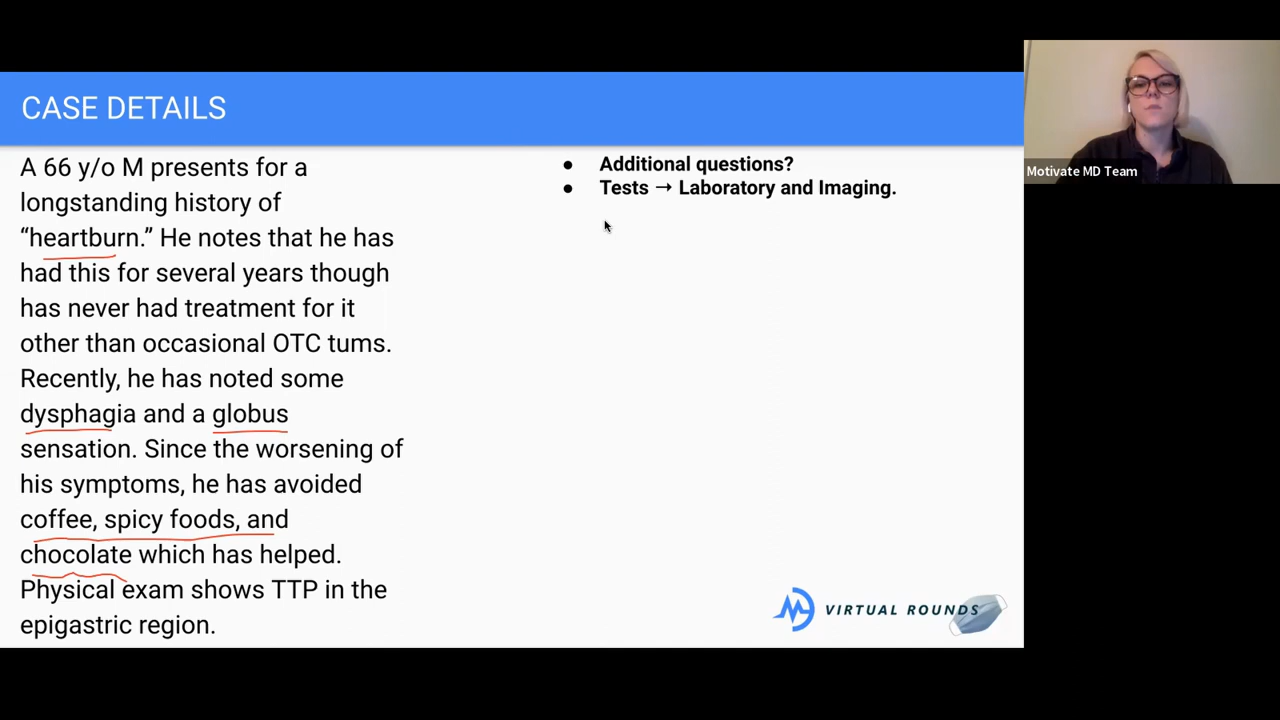 CASE DETAILS
A 66 y/o M presents for a
longstanding history of
“heartburn.” He notes that he has
had this for several years though
has never had treatment for it
other than occasional OTC tums.
Recently, he has noted some
dysphagia and a globus
sensation. Since the worsening of
his symptoms, he has avoided
coffee, spicy foods, and
chocolate which has helped.
Physical exam shows TTP in the
epigastric region.
● Additional questions?
● Tests → Laboratory and Imaging.
VIRTUAL ROUNDS
Motivate MD Team